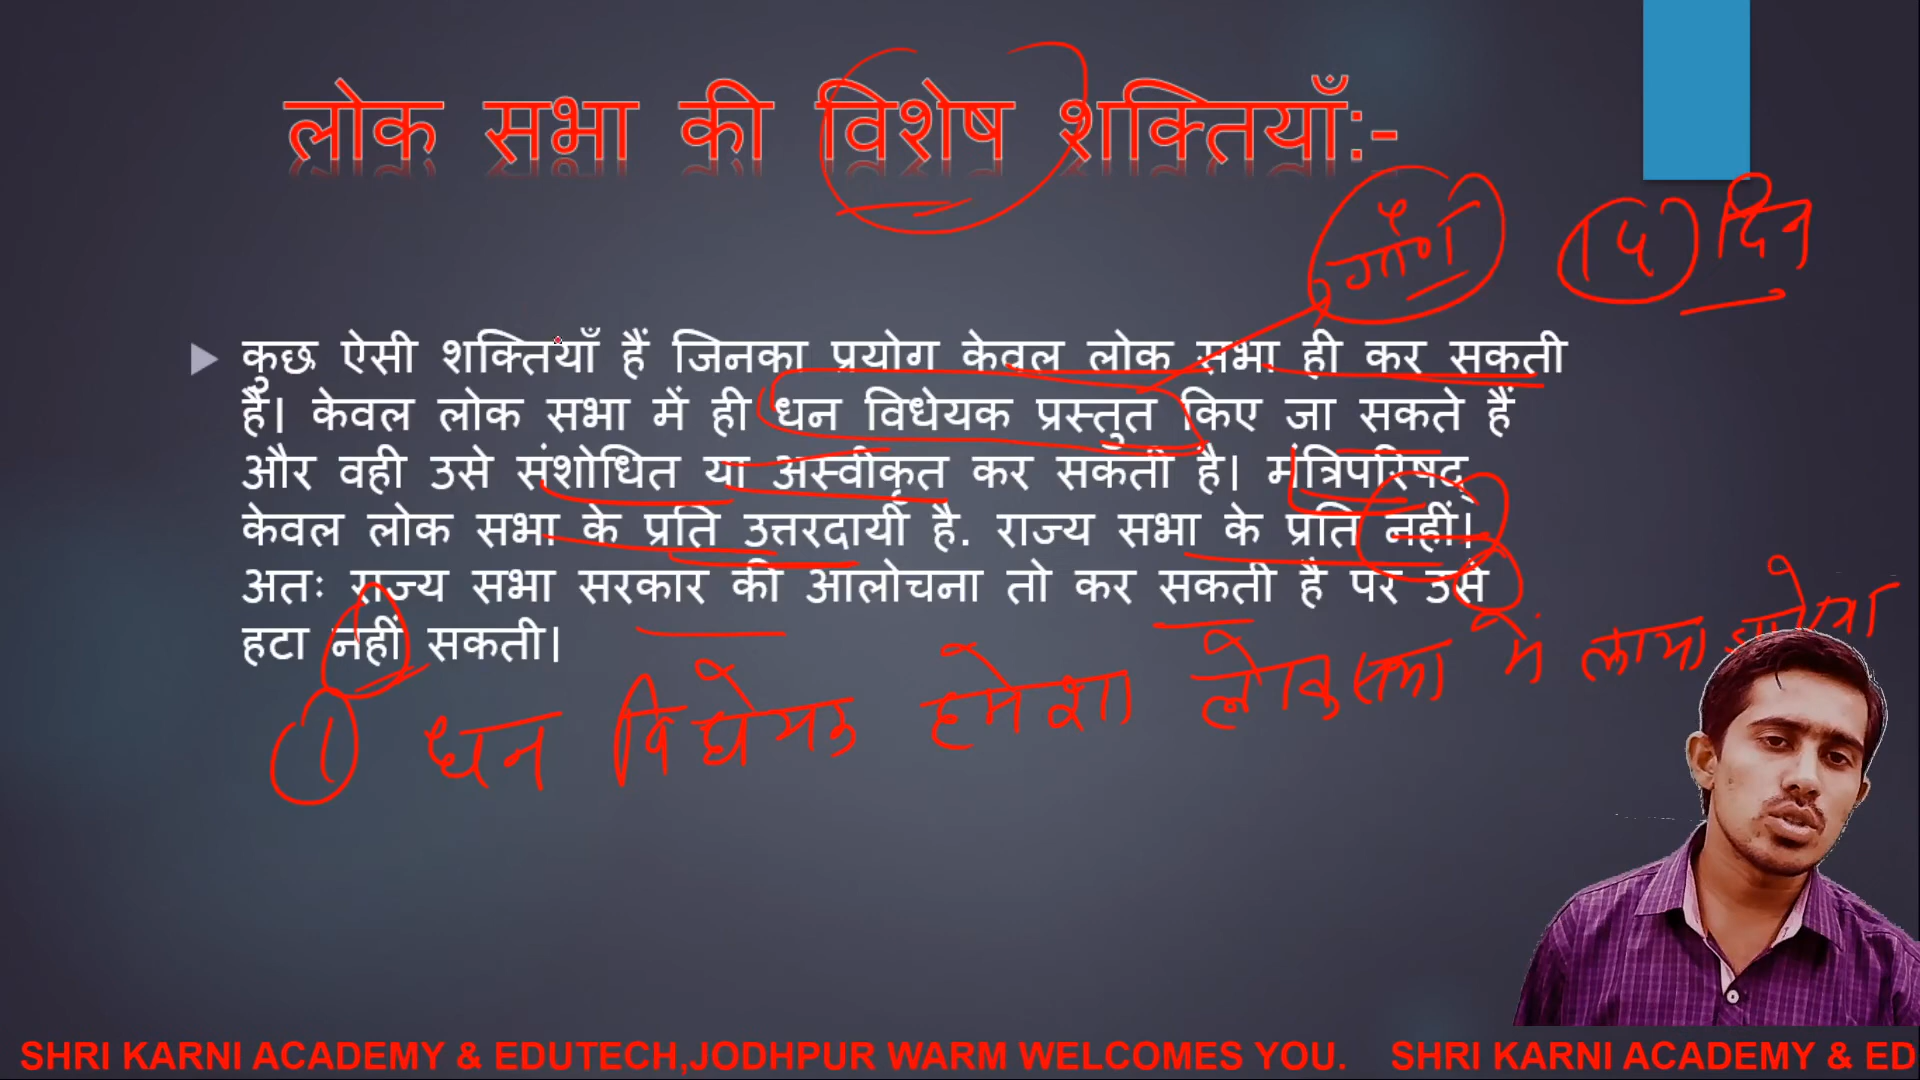 लोक सभा की विशेष शक्तियाँ:-
गौण
14 दिन
कुछ ऐसी शक्तियाँ हैं जिनका प्रयोग केवल लोक सभा ही कर सकती
है। केवल लोक सभा में ही धन विधेयक प्रस्तुत किए जा सकते हैं
और वही उसे संशोधित या अस्वीकृत कर सकती है। मंत्रिपरिषद्
केवल लोक सभा के प्रति उत्तरदायी है. राज्य सभा के प्रति नहीं।
अतः राज्य सभा सरकार की आलोचना तो कर सकती है पर उसे
हटा नहीं सकती।
① धन विधेयक हमेशा लोकसभा में लाया
SHRI KARNI ACADEMY & EDUTECH,JODHPUR WARM WELCOMES YOU. SHRI KARNI ACADEMY & ED